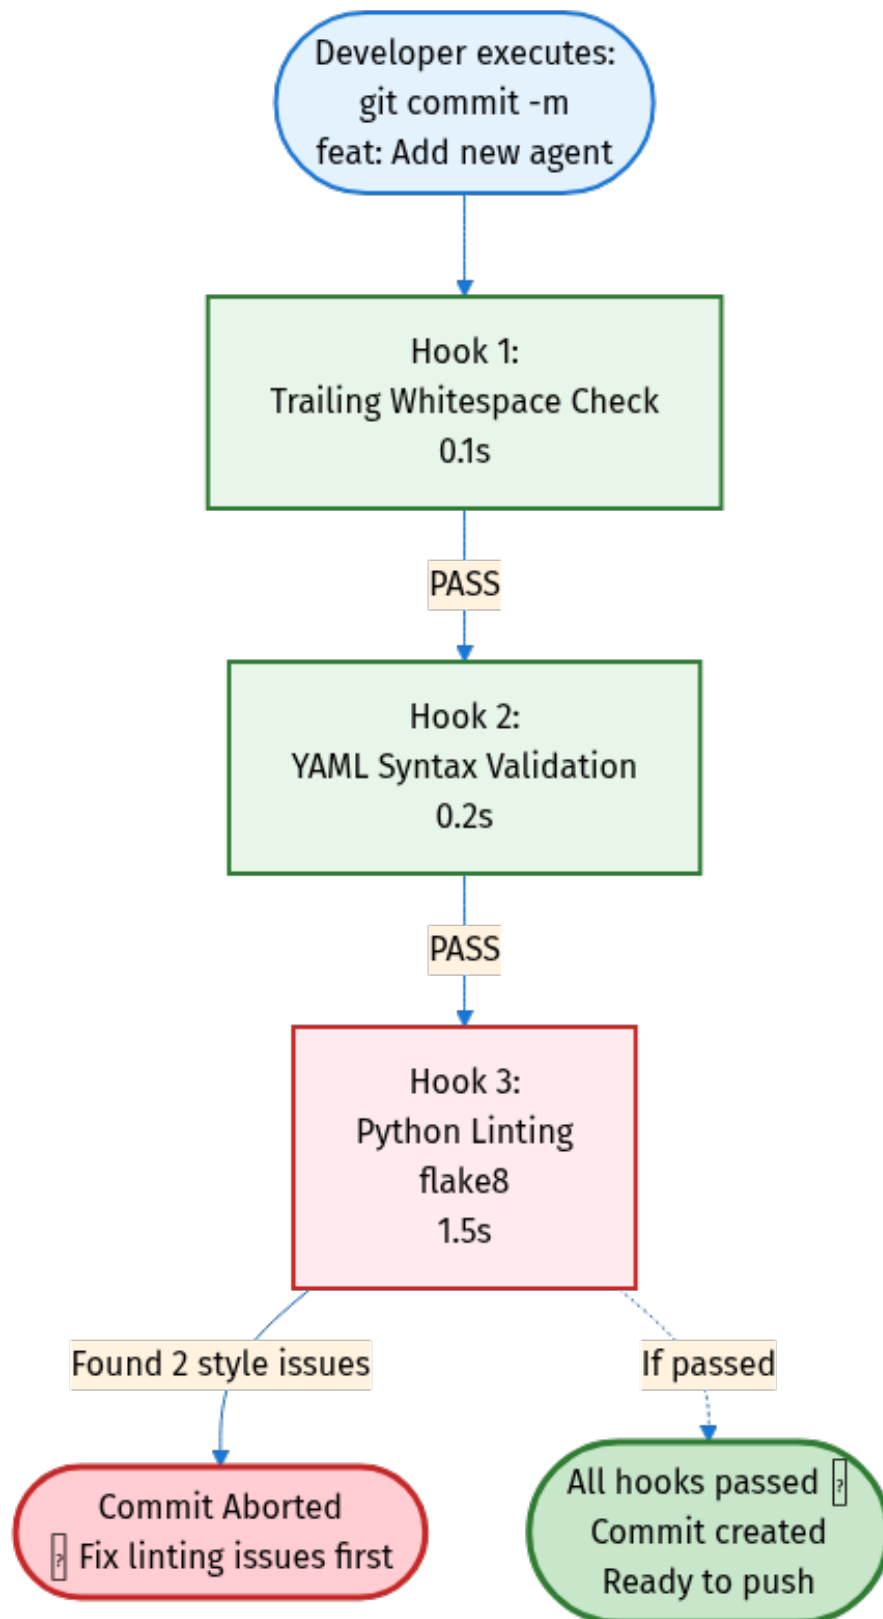 Developer executes:
git commit -m
feat: Add new agent
Hook 1:
Trailing Whitespace Check
0.1s
PASS
Hook 2:
YAML Syntax Validation
0.2s
PASS
Hook 3:
Python Linting
flake8
1.5s
Found 2 style issues
If passed
Commit Aborted
Fix linting issues first
All hooks passed
Commit created
Ready to push